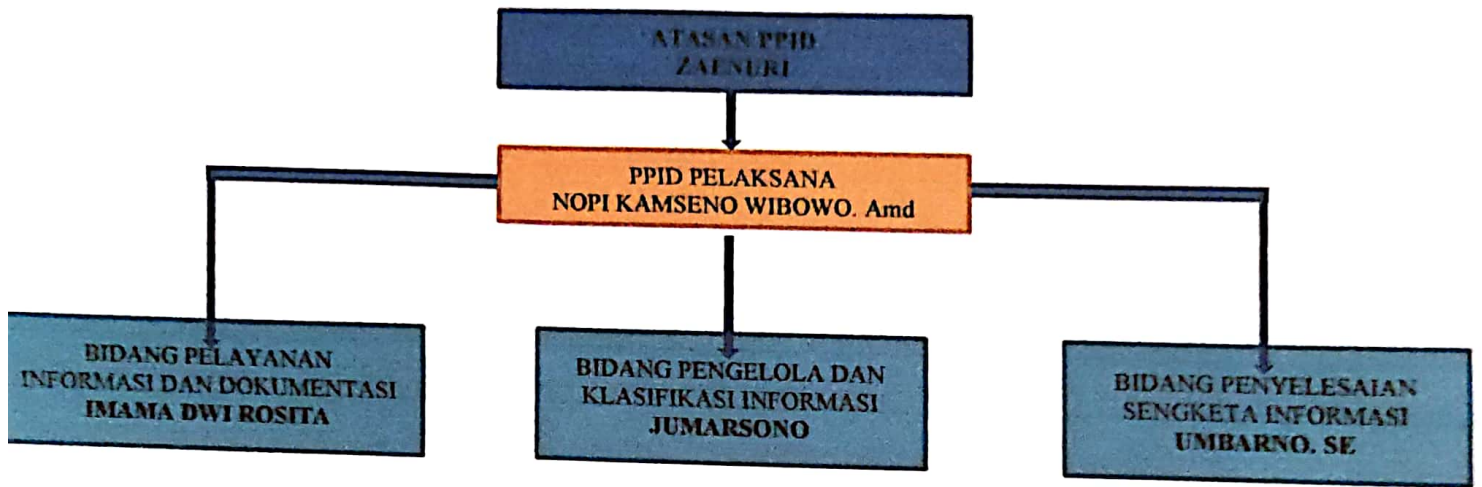 ATASAN PPID
ZAENURI
PPID PELAKSANA
NOPI KAMSENO WIBOWO. Amd
BIDANG PELAYANAN
INFORMASI DAN DOKUMENTASI
IMAMA DWI ROSITA
BIDANG PENGELOLA DAN
KLASIFIKASI INFORMASI
JUMARSONO
BIDANG PENYELESAIAN
SENGKETA INFORMASI
UMBARNO. SE